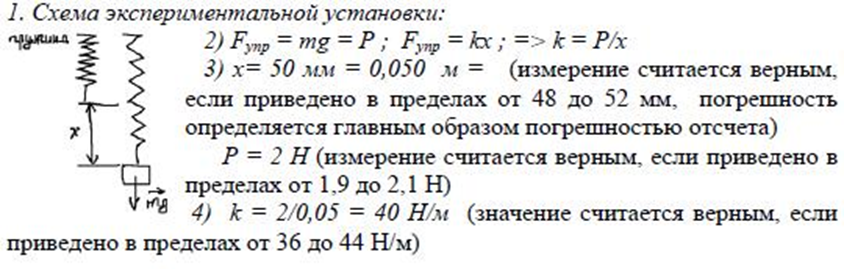 1. Схема экспериментальной установки:
пружина
2) Fупр = mg = P ; Fупр = kx ; => k = P/x
3) x= 50 мм = 0,050 м = (измерение считается верным,
если приведено в пределах от 48 до 52 мм, погрешность
определяется главным образом погрешностью отсчета)
x
P = 2 Н (измерение считается верным, если приведено в
пределах от 1,9 до 2,1 Н)
mg
4) k = 2/0,05 = 40 Н/м (значение считается верным, если
приведено в пределах от 36 до 44 Н/м)